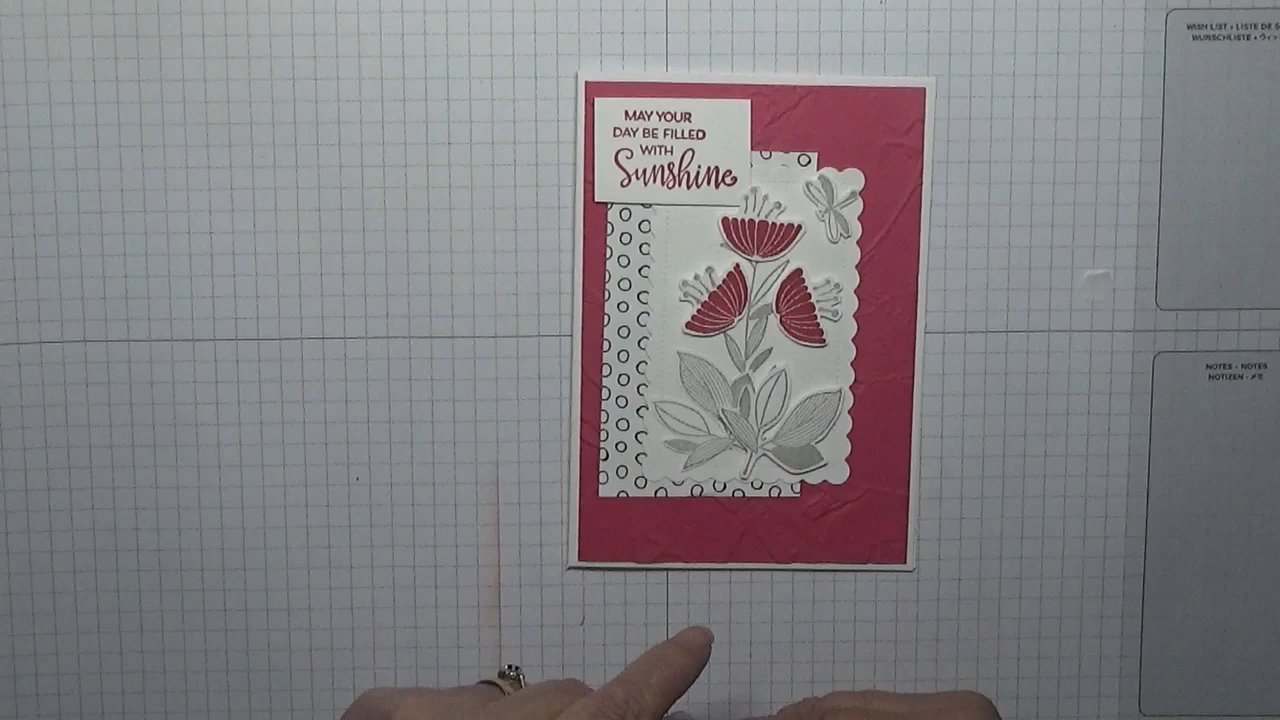 MAY YOUR
DAY BE FILLED
WITH
Sunshine
WISH LIST • LISTE DE
WUNSCHLISTE •
NOTES • NOTES
NOTIZEN • メモ